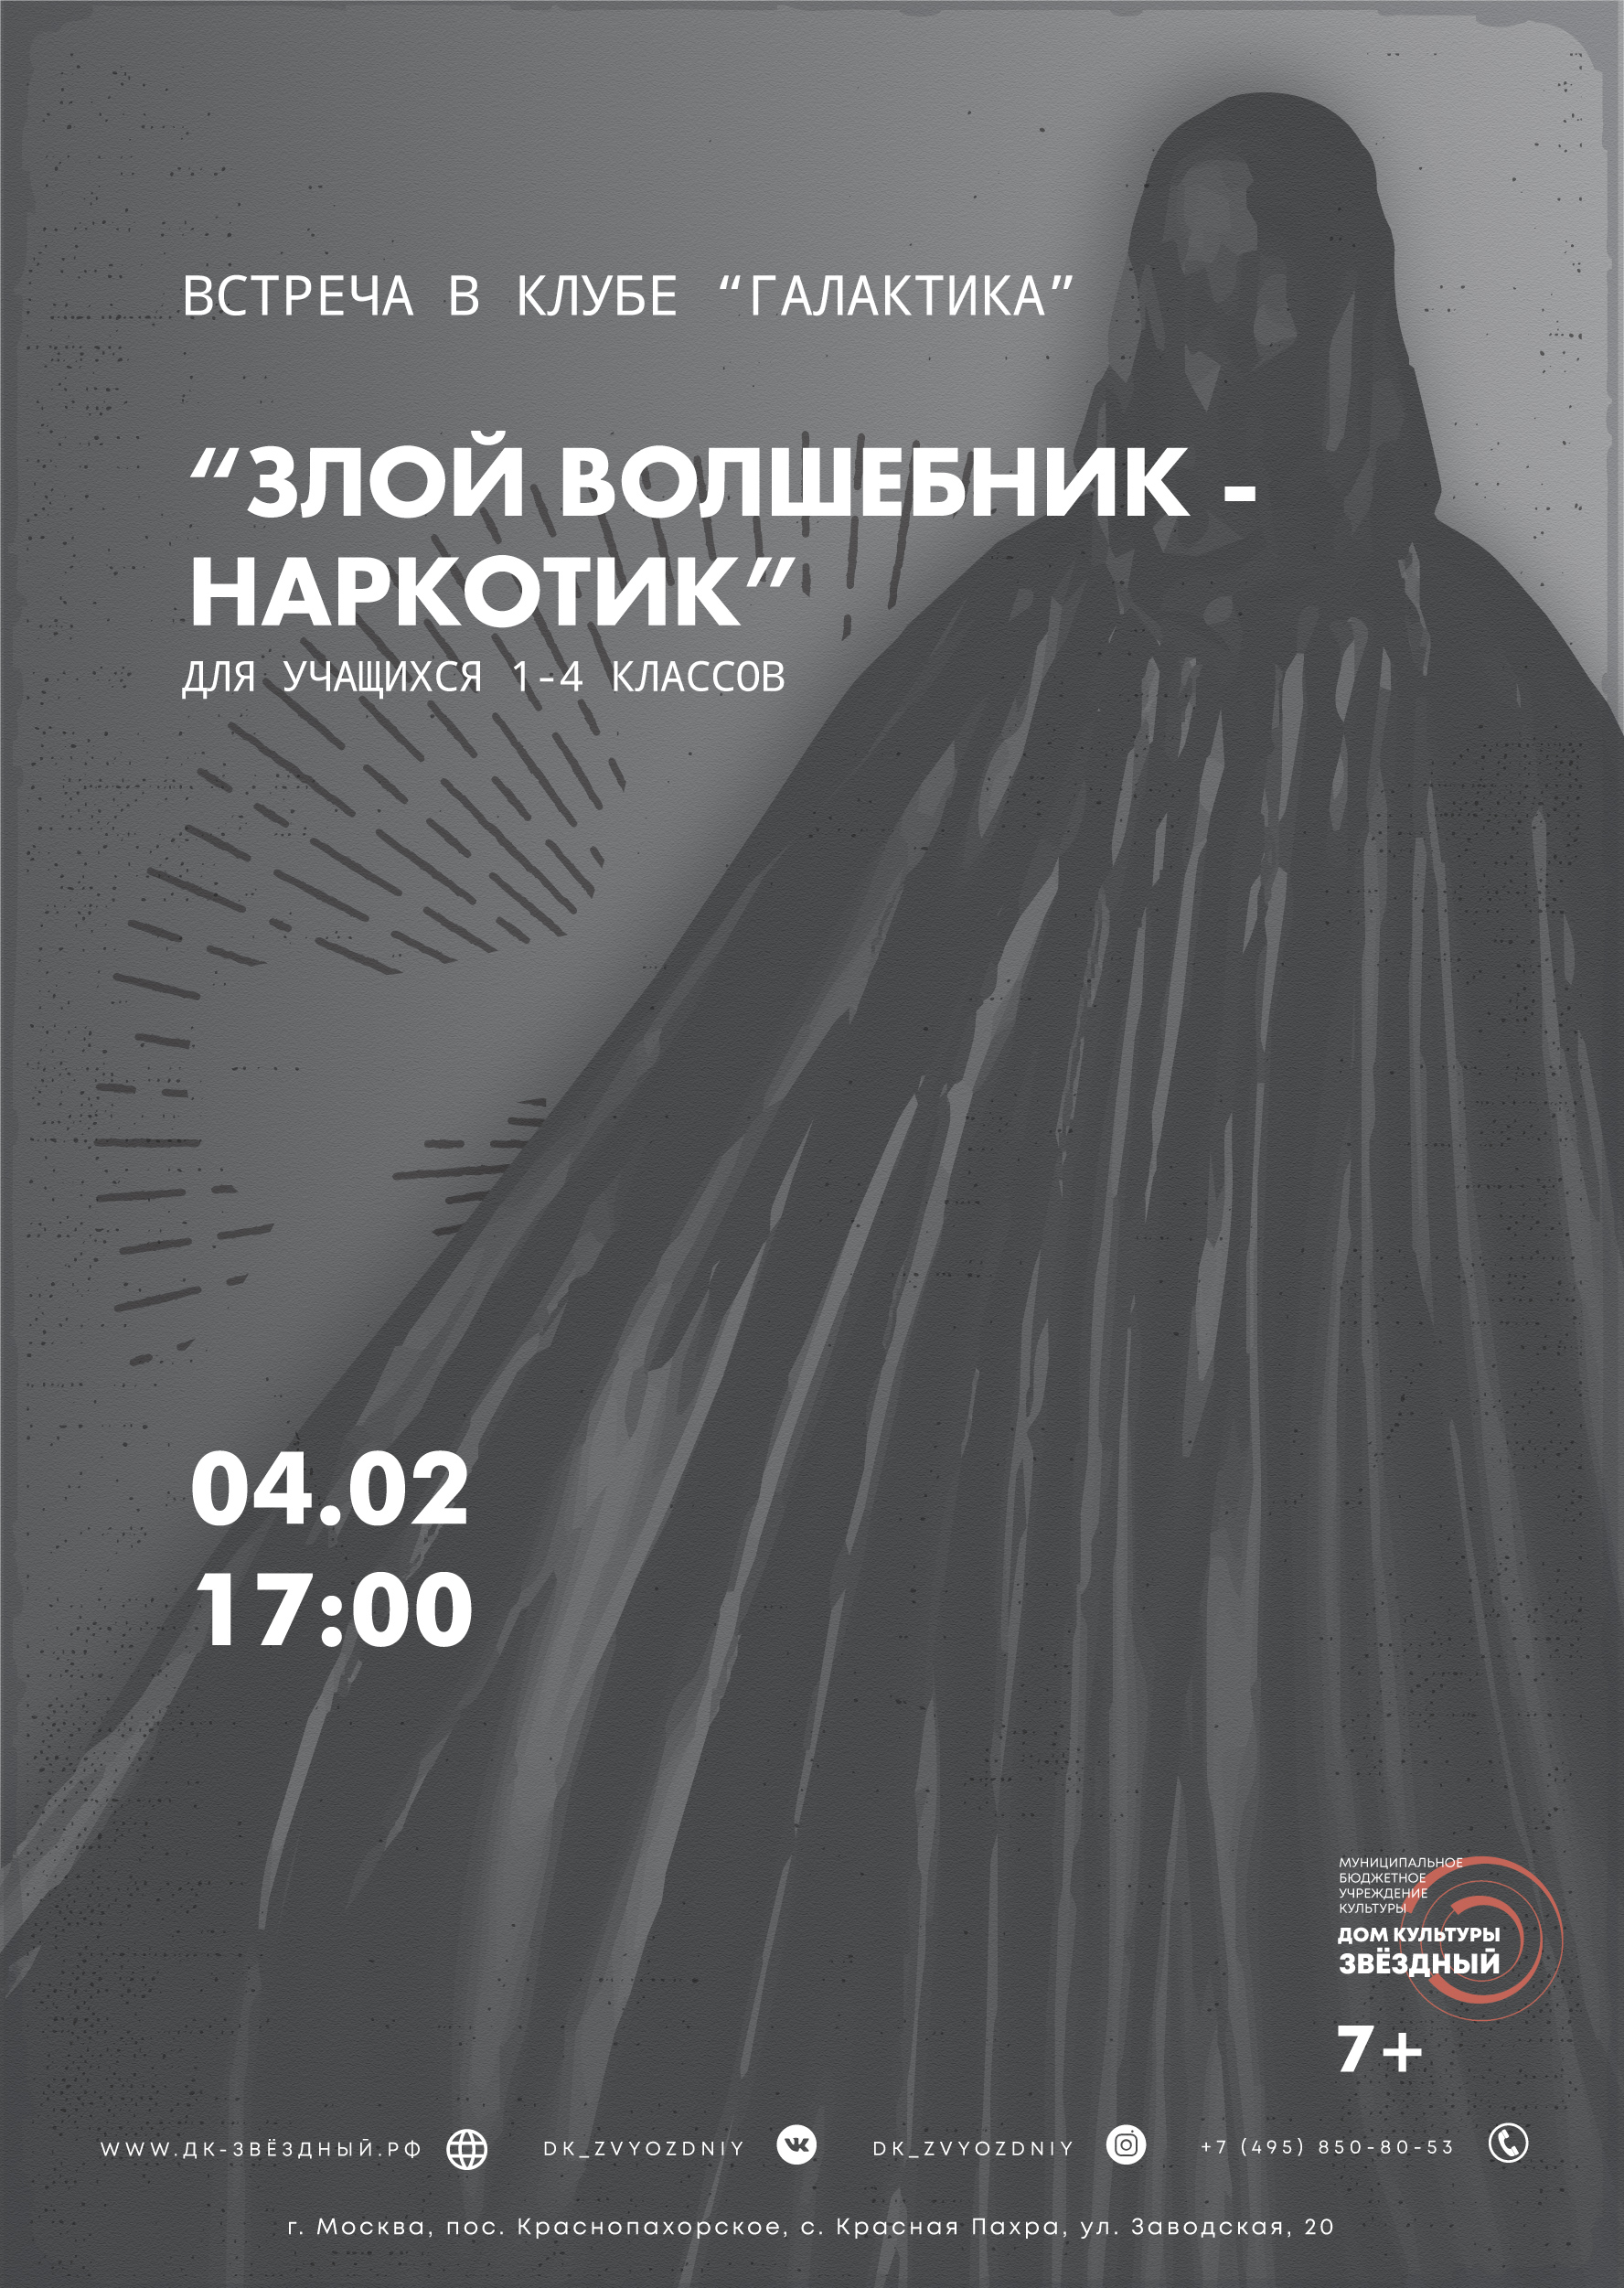 ВСТРЕЧА В КЛУБЕ “ГАЛАКТИКА”
“ЗЛОЙ ВОЛШЕБНИК -
НАРКОТИК”
ДЛЯ УЧАЩИХСЯ 1-4 КЛАССОВ
04.02
17:00
МУНИЦИПАЛЬНОЕ
БЮДЖЕТНОЕ
УЧРЕЖДЕНИЕ
КУЛЬТУРЫ
ДОМ КУЛЬТУРЫ
ЗВЁЗДНЫЙ
7+
WWW.ДК-ЗВЁЗДНЫЙ.РФ DK_ZVYOZDNIY DK_ZVYOZDNIY +7 (495) 850-80-53
г. Москва, пос. Краснопахорское, с. Красная Пахра, ул. Заводская, 20